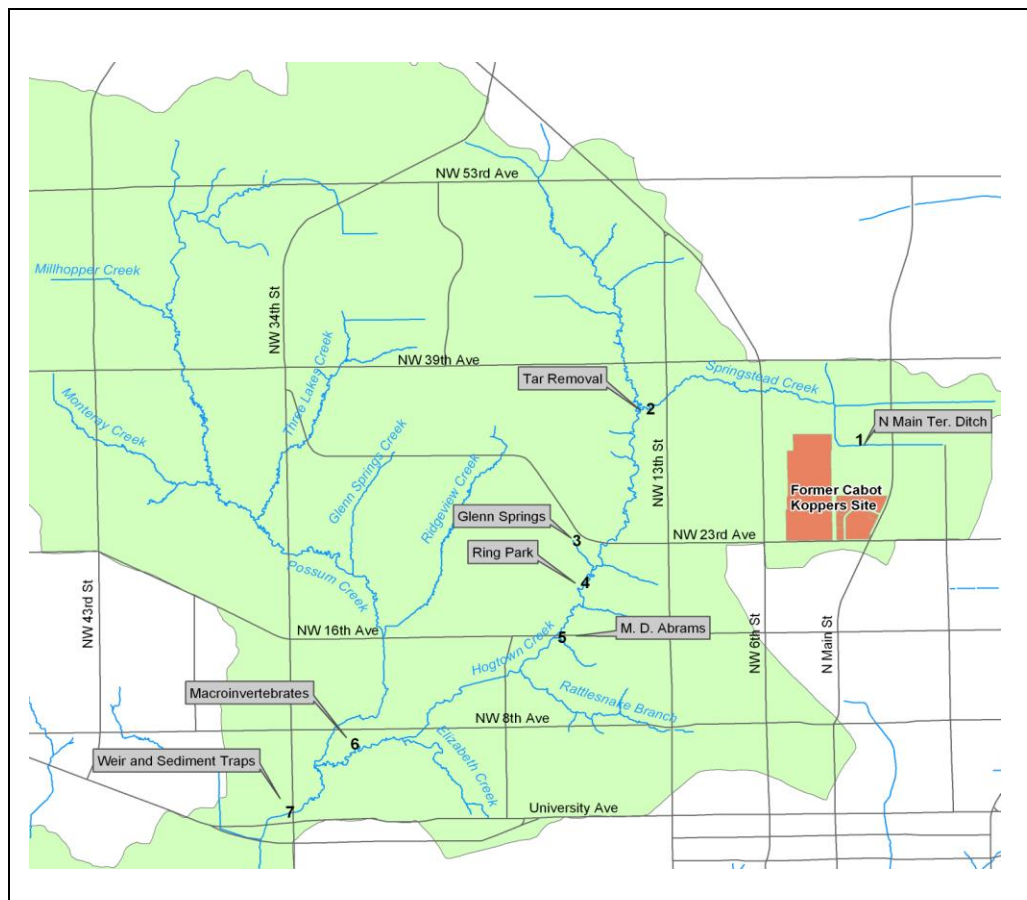 NW 53rd Ave
Millhopper Creek
NW 34th St
Three Lakes Creek
NW 39th Ave
Springstead Creek
Tar Removal
2
Monteray Creek
NW 13th St
N Main Ter. Ditch
1
Glenn Springs Creek
Ridgeview Creek
Former Cabot
Koppers Site
Glenn Springs
3
NW 23rd Ave
Ring Park
4
Possum Creek
NW 43rd St
NW 16th Ave
M. D. Abrams
5
NW 6th St
N Main St
Hogtown Creek
Rattlesnake Branch
Macroinvertebrates
6
NW 8th Ave
Elizabeth Creek
Weir and Sediment Traps
7
University Ave